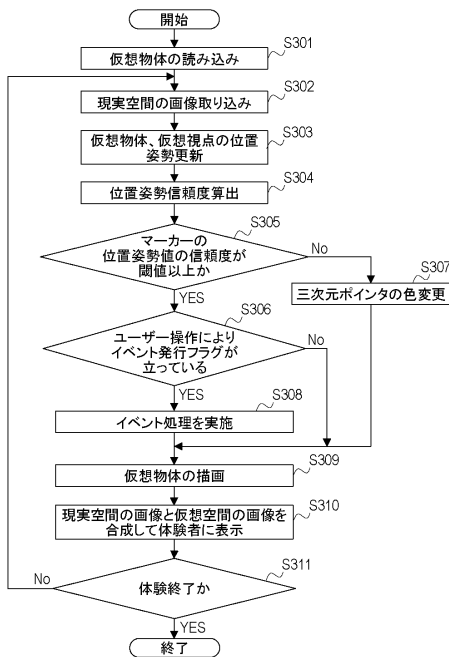 開始
S301
仮想物体の読み込み
S302
現実空間の画像取り込み
S303
仮想物体、仮想視点の位置
姿勢更新
S304
位置姿勢信頼度算出
S305
マーカーの
位置姿勢値の信頼度が
閾値以上か
No
YES
S307
三次元ポインタの色変更
S306
ユーザー操作により
イベント発行フラグが
立っている
No
YES
S308
イベント処理を実施
S309
仮想物体の描画
S310
現実空間の画像と仮想空間の画像を
合成して体験者に表示
S311
No
体験終了か
YES
終了